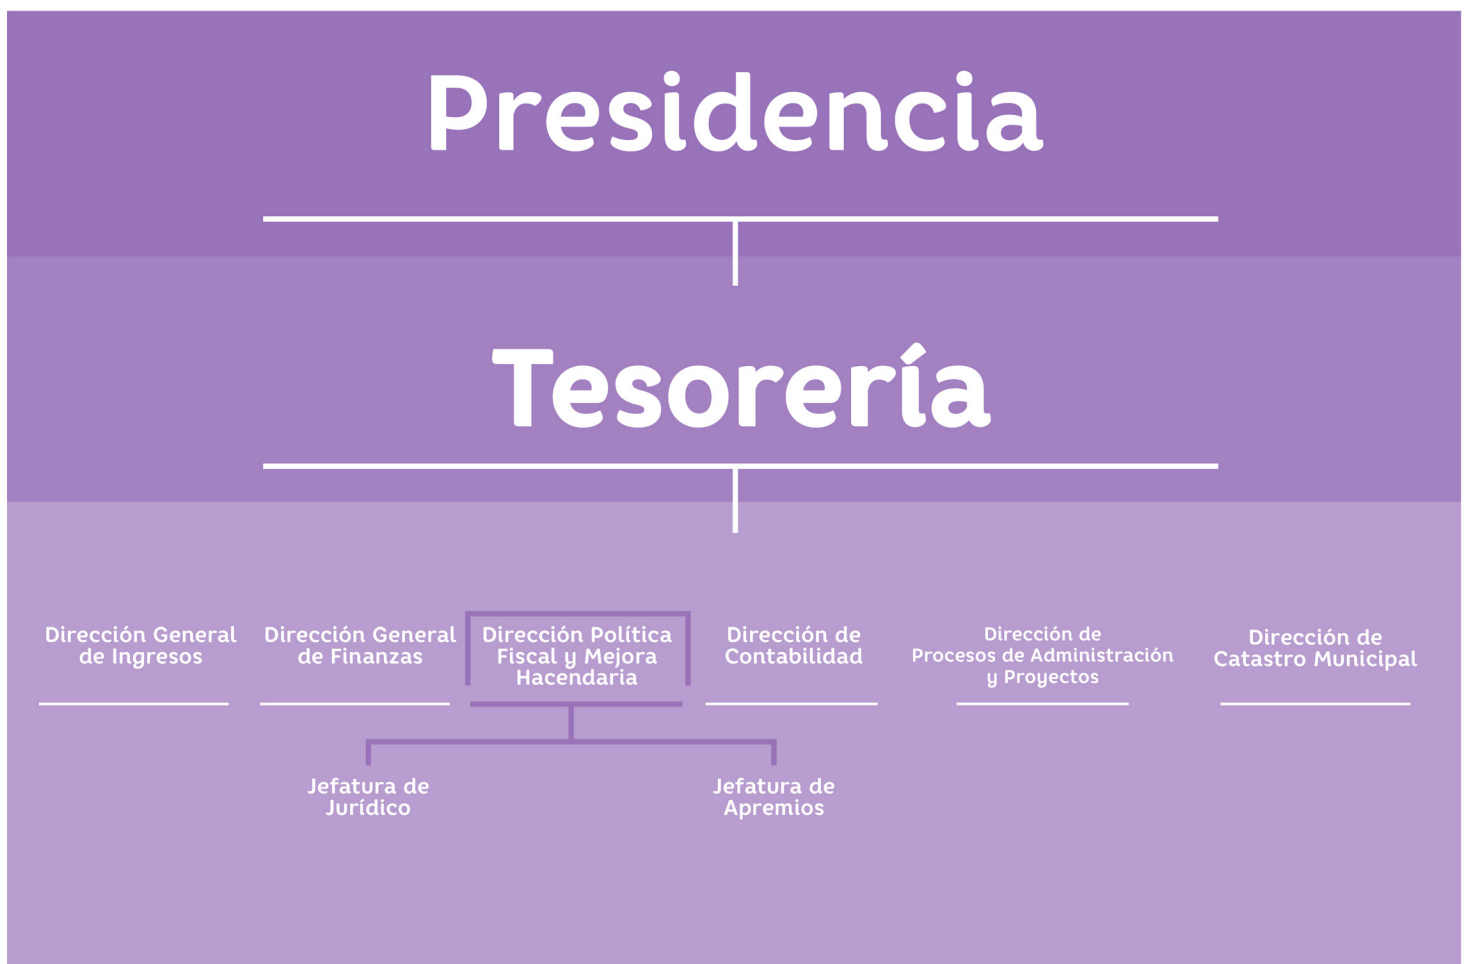 Presidencia
Tesorería
Dirección General
de Ingresos
Dirección General
de Finanzas
Dirección Política
Fiscal y Mejora
Hacendaria
Dirección de
Contabilidad
Dirección de
Procesos de Administración
y Proyectos
Dirección de
Catastro Municipal
Jefatura de
Jurídico
Jefatura de
Apremios